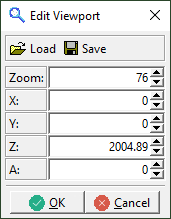 Edit Viewport
Load Save
Zoom: 76
X: 0
Y: 0
Z: 2004.89
A: 0
OK Cancel